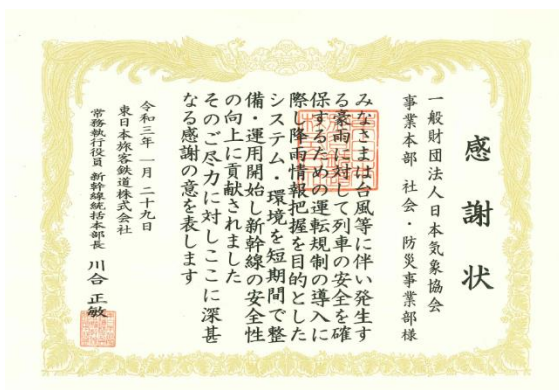 感謝状
一般財団法人日本気象協会
事業本部 社会・防災事業部様
みなさまは台風等に伴い発生す
る豪雨に対して列車の安全を確
保するための運転規制の導入に
際し降雨情報把握を目的とした
システム・環境を短期間で整
備・運用開始し新幹線の安全性
の向上に貢献されました
そのご尽力に対しここに深甚
なる感謝の意を表します
令和三年 一月 二十九日
東日本旅客鉄道株式会社
常務執行役員 新幹線統括本部長 川合 正敏